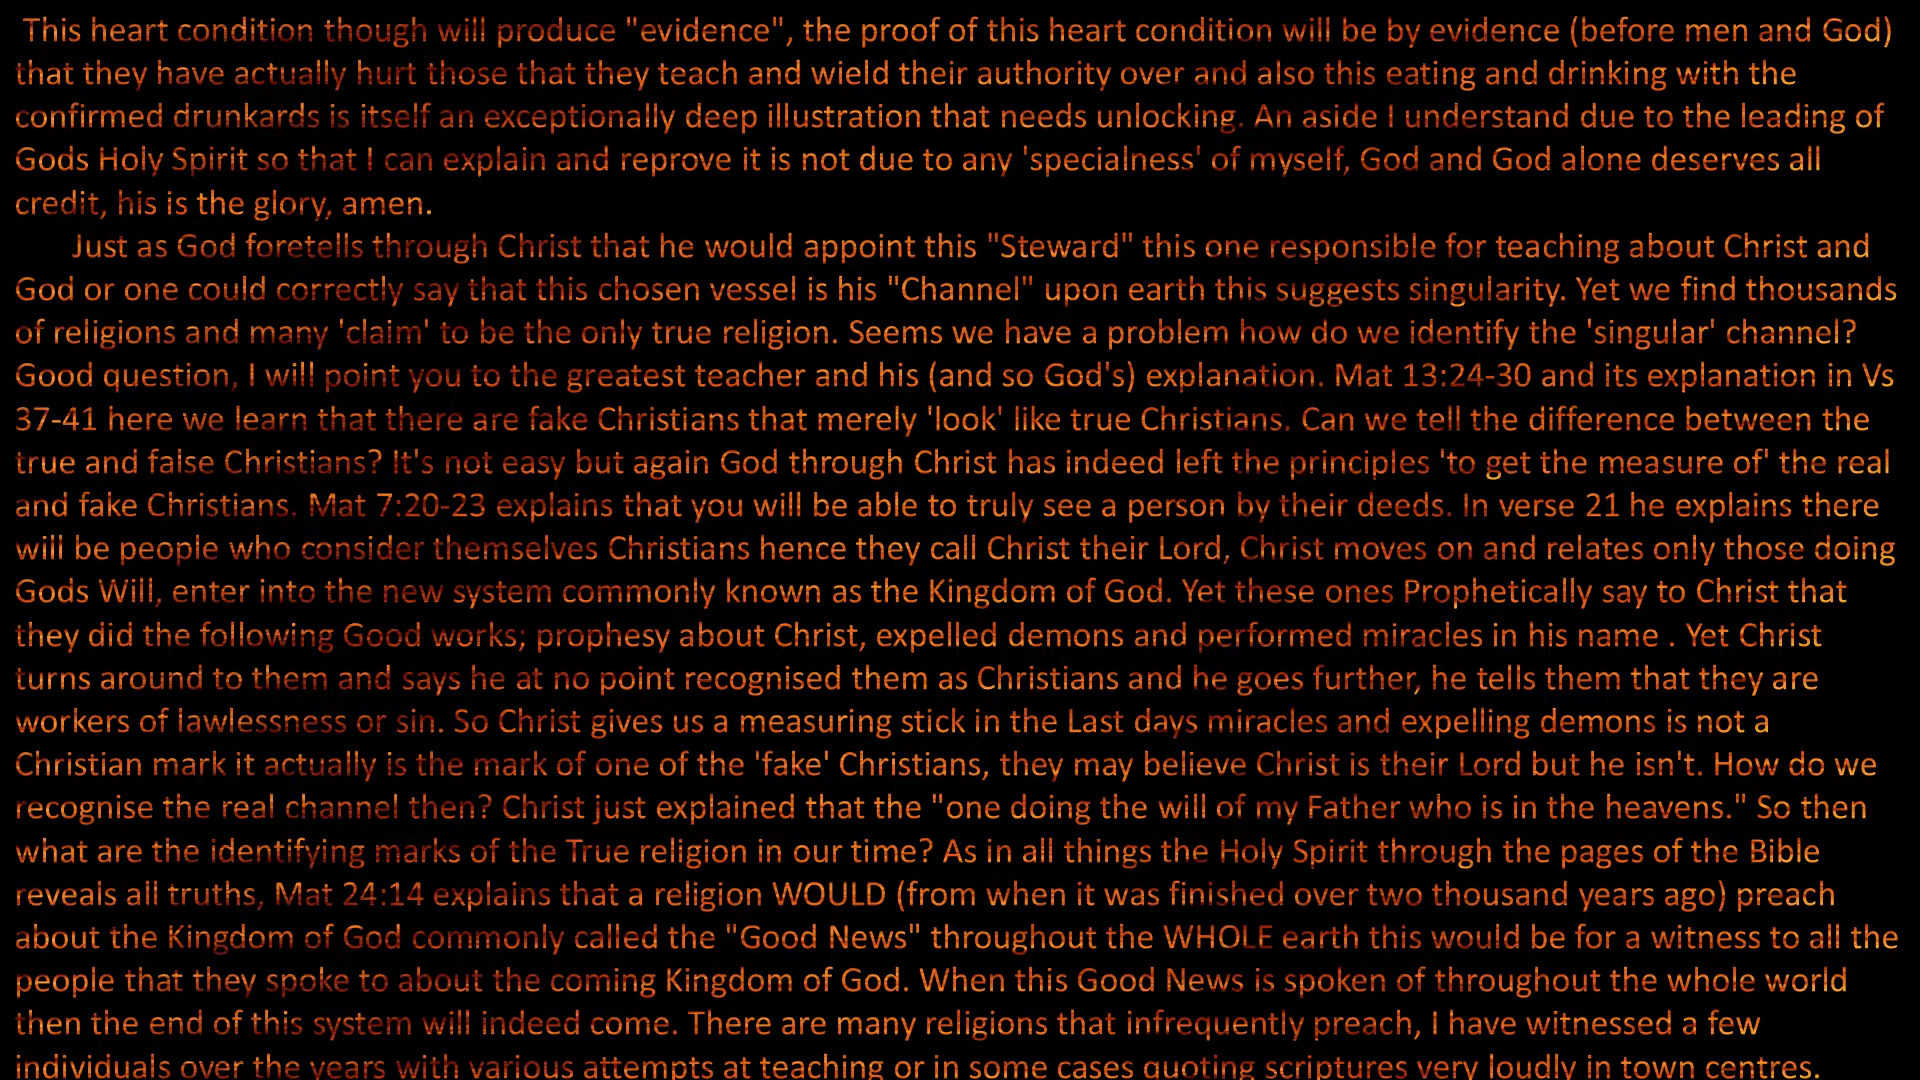 This heart condition though will produce "evidence", the proof of this heart condition will be by evidence (before men and God)
that they have actually hurt those that they teach and wield their authority over and also this eating and drinking with the
confirmed drunkards is itself an exceptionally deep illustration that needs unlocking. An aside I understand due to the leading of
Gods Holy Spirit so that I can explain and reprove it is not due to any 'specialness' of myself, God and God alone deserves all
credit, his is the glory, amen.
Just as God foretells through Christ that he would appoint this "Steward" this one responsible for teaching about Christ and
God or one could correctly say that this chosen vessel is his "Channel" upon earth this suggests singularity. Yet we find thousands
of religions and many 'claim' to be the only true religion. Seems we have a problem how do we identify the 'singular' channel?
Good question, I will point you to the greatest teacher and his (and so God's) explanation. Mat 13:24-30 and its explanation in Vs
37-41 here we learn that there are fake Christians that merely 'look' like true Christians. Can we tell the difference between the
true and false Christians? It's not easy but again God through Christ has indeed left the principles 'to get the measure of' the real
and fake Christians. Mat 7:20-23 explains that you will be able to truly see a person by their deeds. In verse 21 he explains there
will be people who consider themselves Christians hence they call Christ their Lord, Christ moves on and relates only those doing
Gods Will, enter into the new system commonly known as the Kingdom of God. Yet these ones Prophetically say to Christ that
they did the following Good works; prophesy about Christ, expelled demons and performed miracles in his name . Yet Christ
turns around to them and says he at no point recognised them as Christians and he goes further, he tells them that they are
workers of lawlessness or sin. So Christ gives us a measuring stick in the Last days miracles and expelling demons is not a
Christian mark it actually is the mark of one of the 'fake' Christians, they may believe Christ is their Lord but he isn't. How do we
recognise the real channel then? Christ just explained that the "one doing the will of my Father who is in the heavens." So then
what are the identifying marks of the True religion in our time? As in all things the Holy Spirit through the pages of the Bible
reveals all truths, Mat 24:14 explains that a religion WOULD (from when it was finished over two thousand years ago) preach
about the Kingdom of God commonly called the "Good News" throughout the WHOLE earth this would be for a witness to all the
people that they spoke to about the coming Kingdom of God. When this Good News is spoken of throughout the whole world
then the end of this system will indeed come. There are many religions that infrequently preach, I have witnessed a few
individuals over the years with various attempts at teaching or in some cases quoting scriptures very loudly in town centres.